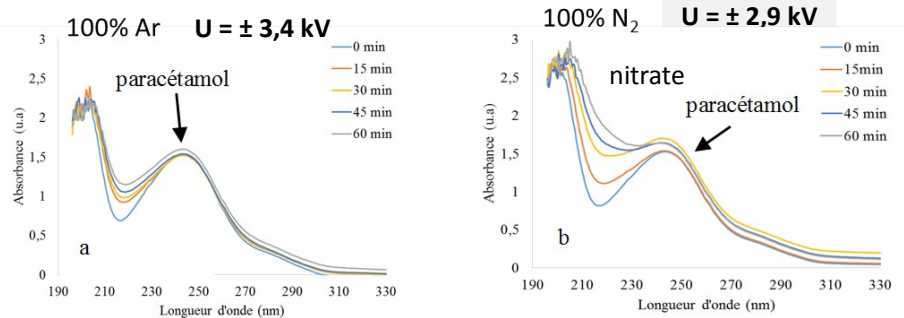 100% Ar
U = ± 3,4 kV
3
2,5
2
1,5
1
0,5
0
Absorbance (u.a)
paracétamol
0 min
15 min
30 min
45 min
60 min
a
190
210
230
250
270
290
310
330
Longueur d'onde (nm)
100% N₂
U = ± 2,9 kV
3
2,5
2
1,5
1
0,5
0
Absorbance (u.a)
nitrate
paracétamol
0 min
15min
30 min
45 min
60 min
b
190
210
230
250
270
290
310
330
Longueur d'onde (nm)